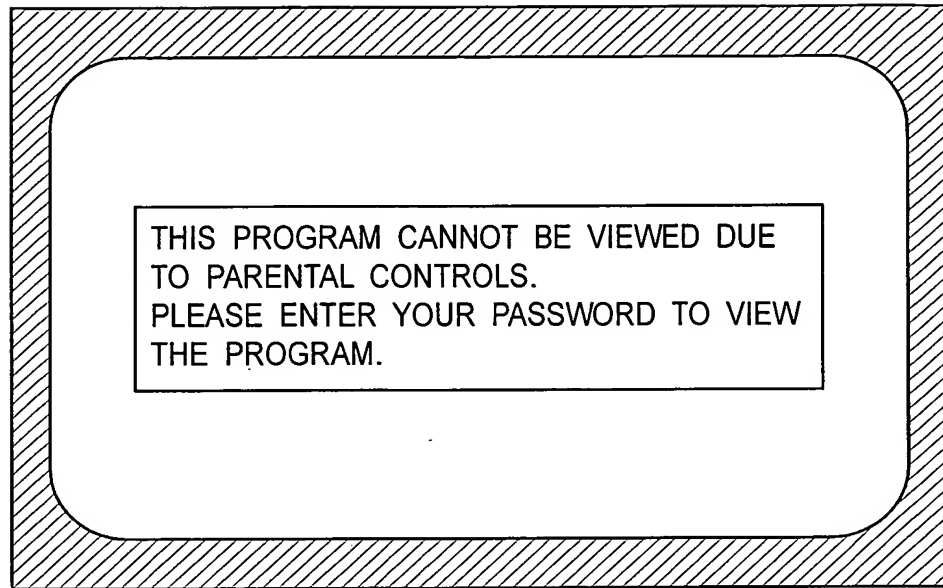 THIS PROGRAM CANNOT BE VIEWED DUE
TO PARENTAL CONTROLS.
PLEASE ENTER YOUR PASSWORD TO VIEW
THE PROGRAM.